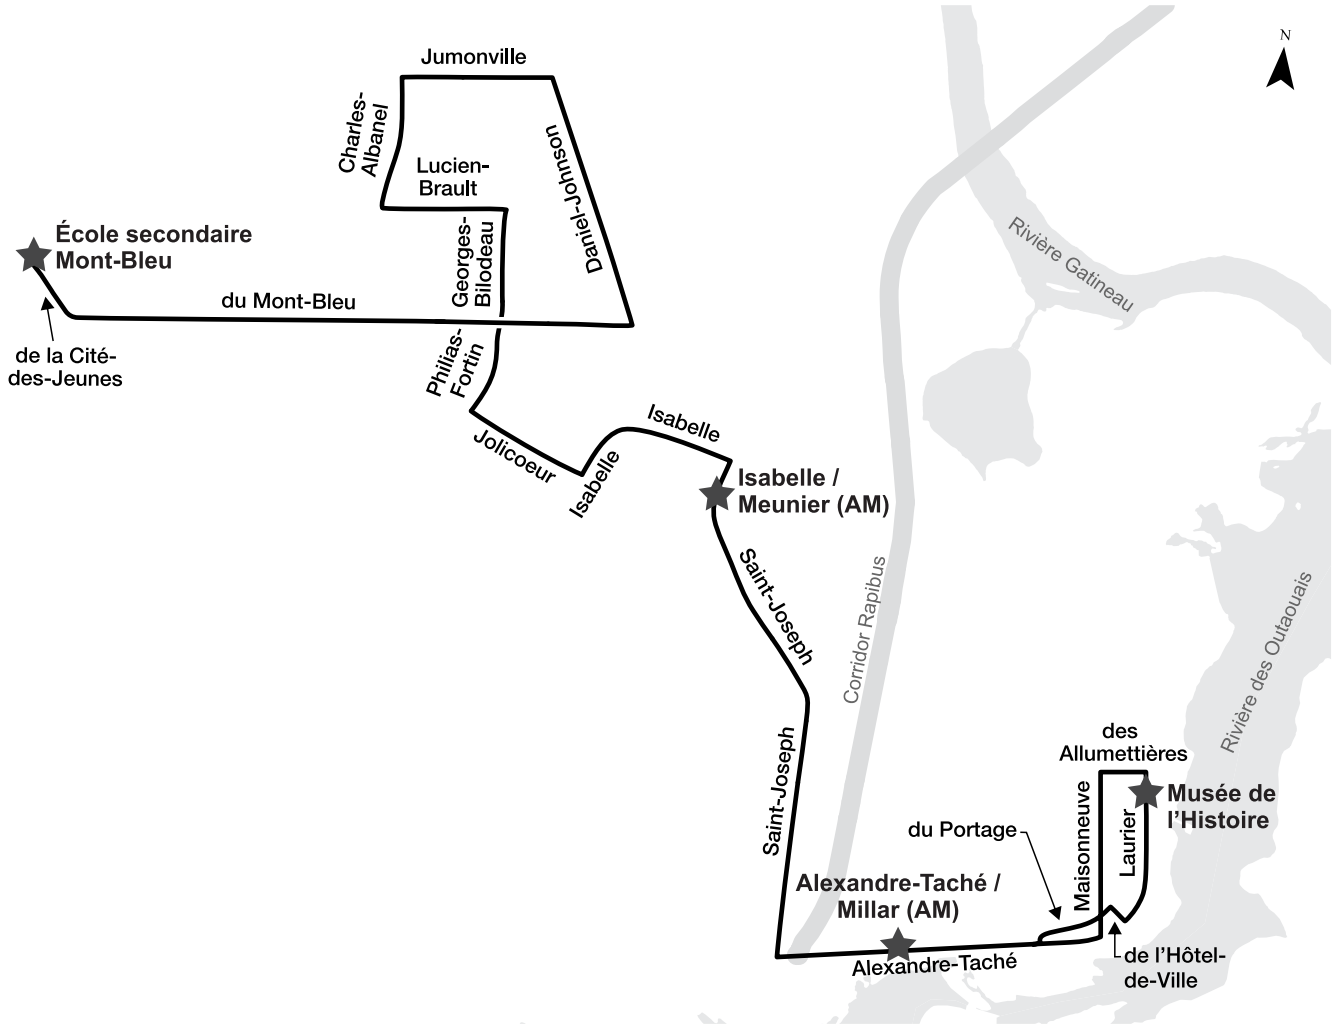 N
Jumonville
Charles-
Albanel
Lucien-
Brault
Daniel-Johnson
Georges-
Bilodeau
École secondaire
Mont-Bleu
du Mont-Bleu
de la Cité-
des-Jeunes
Philias-
Fortin
Jolicoeur
Isabelle
Isabelle
Isabelle /
Meunier (AM)
Rivière Gatineau
Saint-Joseph
Corridor Rapibus
Rivière des Outaouais
Saint-Joseph
des
Allumettières
Musée de
l'Histoire
Maisonneuve
Laurier
du Portage
Alexandre-Taché /
Millar (AM)
Alexandre-Taché
de l'Hôtel-
de-Ville